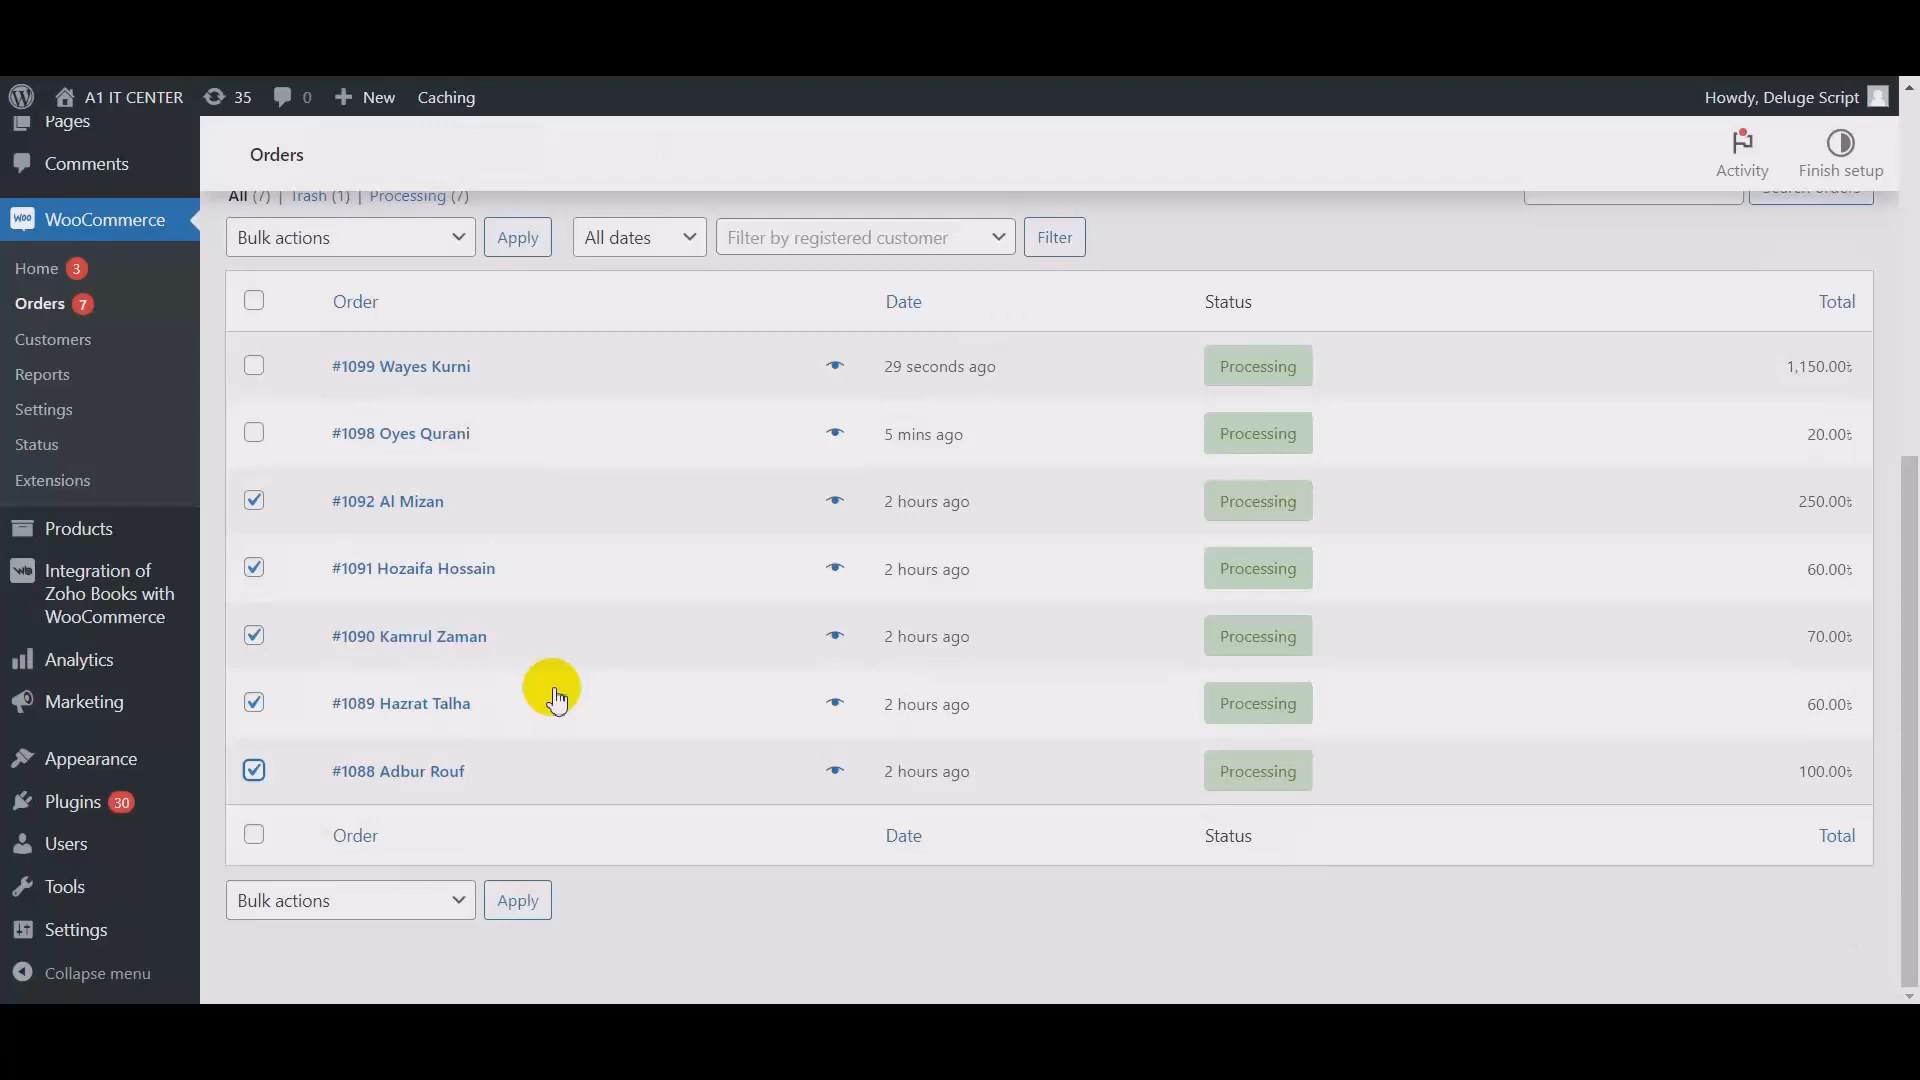 A1 IT CENTER 35 0 New Caching Howdy, Deluge Script
Pages
Comments
WooCommerce
Home 3
Orders 7
Customers
Reports
Settings
Status
Extensions
Products
Integration of
Zoho Books with
WooCommerce
Analytics
Marketing
Appearance
Plugins 30
Users
Tools
Settings
Collapse menu
Orders
Activity Finish setup
All (7) | Trash (1) | Processing (7)
Search orders
Bulk actions Apply All dates Filter by registered customer Filter
Order Date Status Total
#1099 Wayes Kurni 29 seconds ago Processing 1,150.00৳
#1098 Oyes Qurani 5 mins ago Processing 20.00৳
#1092 Al Mizan 2 hours ago Processing 250.00৳
#1091 Hozaifa Hossain 2 hours ago Processing 60.00৳
#1090 Kamrul Zaman 2 hours ago Processing 70.00৳
#1089 Hazrat Talha 2 hours ago Processing 60.00৳
#1088 Adbur Rouf 2 hours ago Processing 100.00৳
Order Date Status Total
Bulk actions Apply